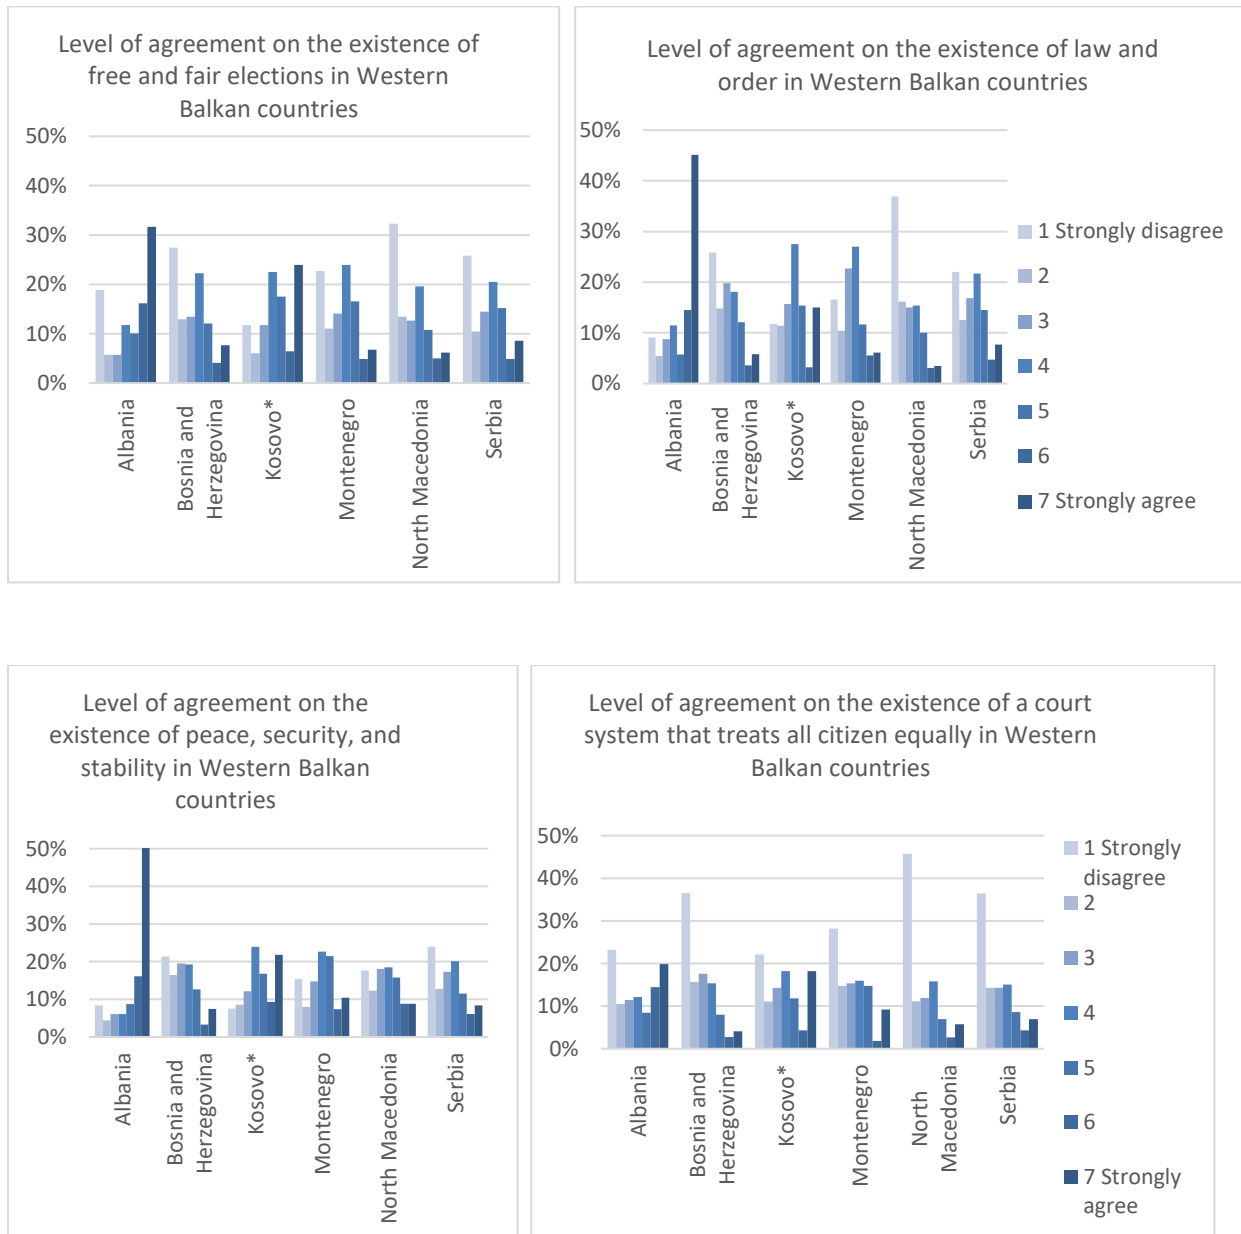 Level of agreement on the existence of
free and fair elections in Western
Balkan countries
50%
40%
30%
20%
10%
0%
Albania
Bosnia and
Herzegovina
Kosovo*
Montenegro
North Macedonia
Serbia
Level of agreement on the existence of law and
order in Western Balkan countries
50%
40%
30%
20%
10%
0%
Albania
Bosnia and
Herzegovina
Kosovo*
Montenegro
North Macedonia
Serbia
1 Strongly disagree
2
3
4
5
6
7 Strongly agree
Level of agreement on the
existence of peace, security, and
stability in Western Balkan
countries
50%
40%
30%
20%
10%
0%
Albania
Bosnia and
Herzegovina
Kosovo*
Montenegro
North Macedonia
Serbia
Level of agreement on the existence of a court
system that treats all citizen equally in Western
Balkan countries
50%
40%
30%
20%
10%
0%
Albania
Bosnia and
Herzegovina
Kosovo*
Montenegro
North
Macedonia
Serbia
1 Strongly
disagree
2
3
4
5
6
7 Strongly
agree